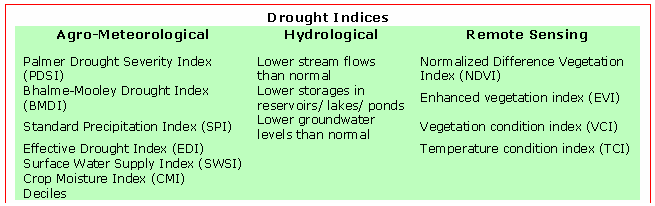 Drought Indices
Agro-Meteorological
Palmer Drought Severity Index
(PDSI)
Bhalme-Mooley Drought Index
(BMDI)
Standard Precipitation Index (SPI)
Effective Drought Index (EDI)
Surface Water Supply Index (SWSI)
Crop Moisture Index (CMI)
Deciles
Hydrological
Lower stream flows
than normal
Lower storages in
reservoirs/ lakes/ ponds
Lower groundwater
levels than normal
Remote Sensing
Normalized Difference Vegetation
Index (NDVI)
Enhanced vegetation index (EVI)
Vegetation condition index (VCI)
Temperature condition index (TCI)